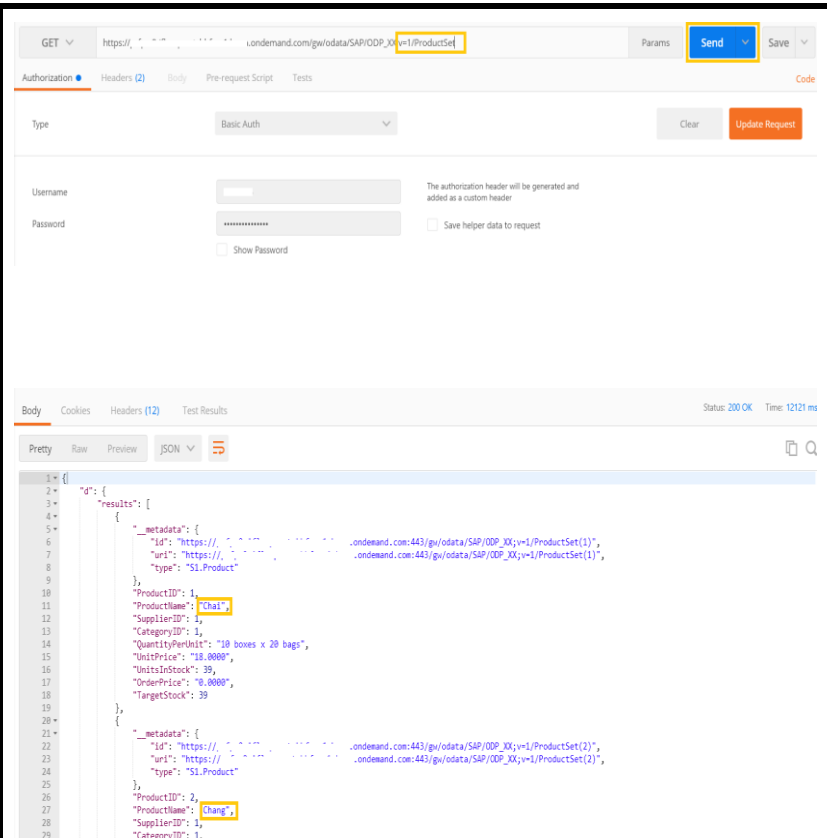 GET https:// .ondemand.com/gw/odata/SAP/ODP_XX;v=1/ProductSet Params Send Save
Authorization Headers (2) Body Pre-request Script Tests Code
Type Basic Auth Clear Update Request
Username The authorization header will be generated and
added as a custom header
Password ••••••••••••••• Save helper data to request
Show Password
Body Cookies Headers (12) Test Results Status: 200 OK Time: 12121 ms
Pretty Raw Preview JSON
1 {
2 "d": {
3 "results": [
4 {
5 "__metadata": {
6 "id": "https:// .ondemand.com:443/gw/odata/SAP/ODP_XX;v=1/ProductSet(1)",
7 "uri": "https:// .ondemand.com:443/gw/odata/SAP/ODP_XX;v=1/ProductSet(1)",
8 "type": "S1.Product"
9 },
10 "ProductID": 1,
11 "ProductName": "Chai",
12 "SupplierID": 1,
13 "CategoryID": 1,
14 "QuantityPerUnit": "10 boxes x 20 bags",
15 "UnitPrice": "18.0000",
16 "UnitsInStock": 39,
17 "OrderPrice": "0.0000",
18 "TargetStock": 39
19 },
20 {
21 "__metadata": {
22 "id": "https:// .ondemand.com:443/gw/odata/SAP/ODP_XX;v=1/ProductSet(2)",
23 "uri": "https:// .ondemand.com:443/gw/odata/SAP/ODP_XX;v=1/ProductSet(2)",
24 "type": "S1.Product"
25 },
26 "ProductID": 2,
27 "ProductName": "Chang",
28 "SupplierID": 1,
29 "CategoryID": 1,